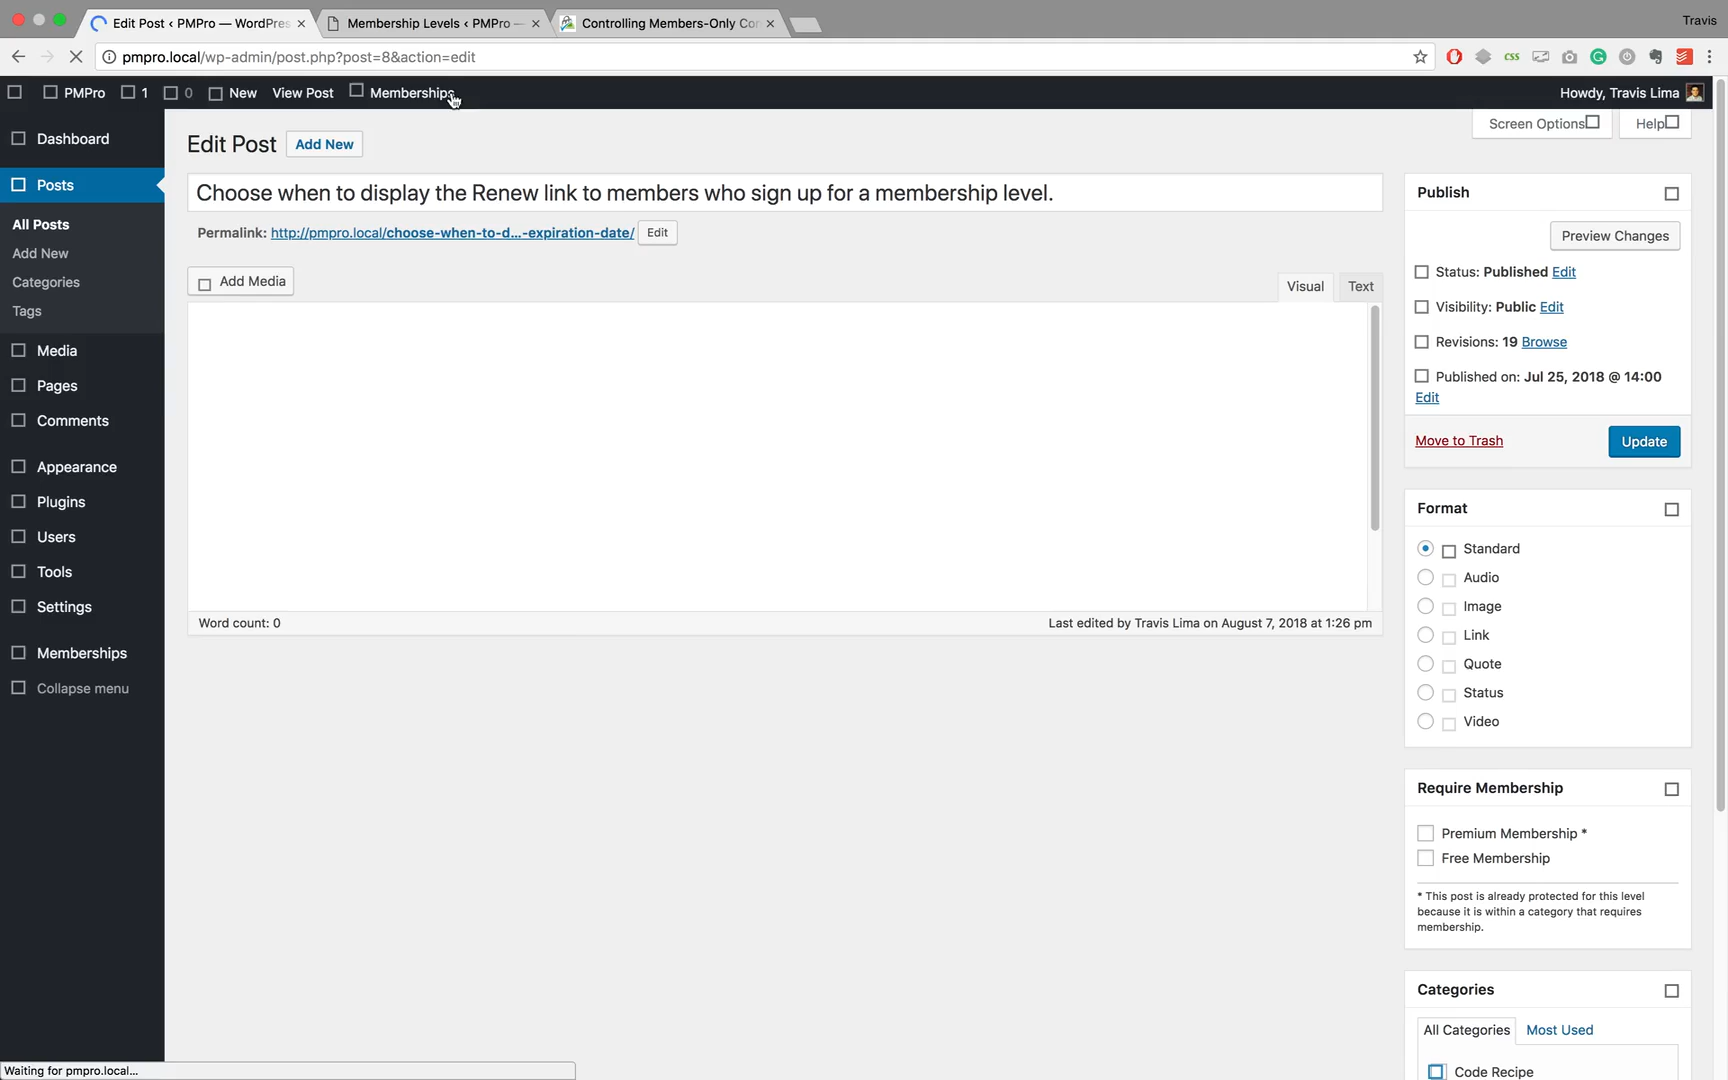 Edit Post ‹ PMPro — WordPres
Membership Levels ‹ PMPro —
Controlling Members-Only Co
Travis
pmpro.local/wp-admin/post.php?post=8&action=edit
PMPro
1
0
New
View Post
Memberships
Howdy, Travis Lima
Screen Options
Help
Dashboard
Posts
All Posts
Add New
Categories
Tags
Media
Pages
Comments
Appearance
Plugins
Users
Tools
Settings
Memberships
Collapse menu
Edit Post
Add New
Choose when to display the Renew link to members who sign up for a membership level.
Permalink: http://pmpro.local/choose-when-to-d...-expiration-date/ Edit
Add Media
Visual
Text
Word count: 0
Last edited by Travis Lima on August 7, 2018 at 1:26 pm
Publish
Preview Changes
Status: Published Edit
Visibility: Public Edit
Revisions: 19 Browse
Published on: Jul 25, 2018 @ 14:00
Edit
Move to Trash
Update
Format
Standard
Audio
Image
Link
Quote
Status
Video
Require Membership
Premium Membership *
Free Membership
* This post is already protected for this level
because it is within a category that requires
membership.
Categories
All Categories
Most Used
Code Recipe
Waiting for pmpro.local...